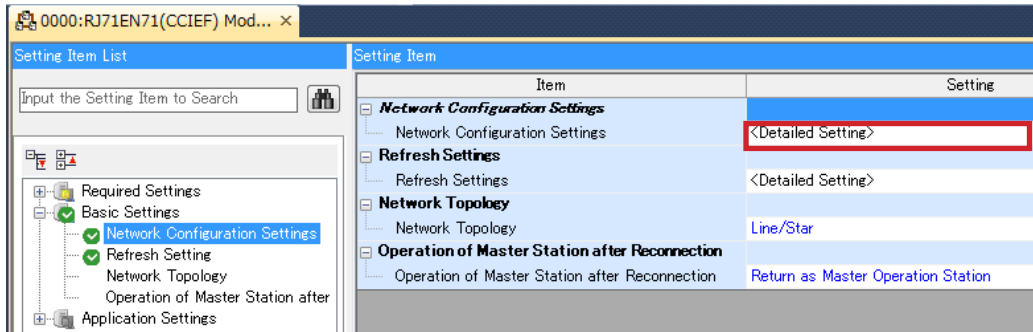 0000:RJ71EN71(CCIEF) Mod... ×
Setting Item List
Input the Setting Item to Search
Required Settings
Basic Settings
Network Configuration Settings
Refresh Setting
Network Topology
Operation of Master Station after
Application Settings
Setting Item
Item Setting
Network Configuration Settings
Network Configuration Settings <Detailed Setting>
Refresh Settings
Refresh Settings <Detailed Setting>
Network Topology
Network Topology Line/Star
Operation of Master Station after Reconnection
Operation of Master Station after Reconnection Return as Master Operation Station